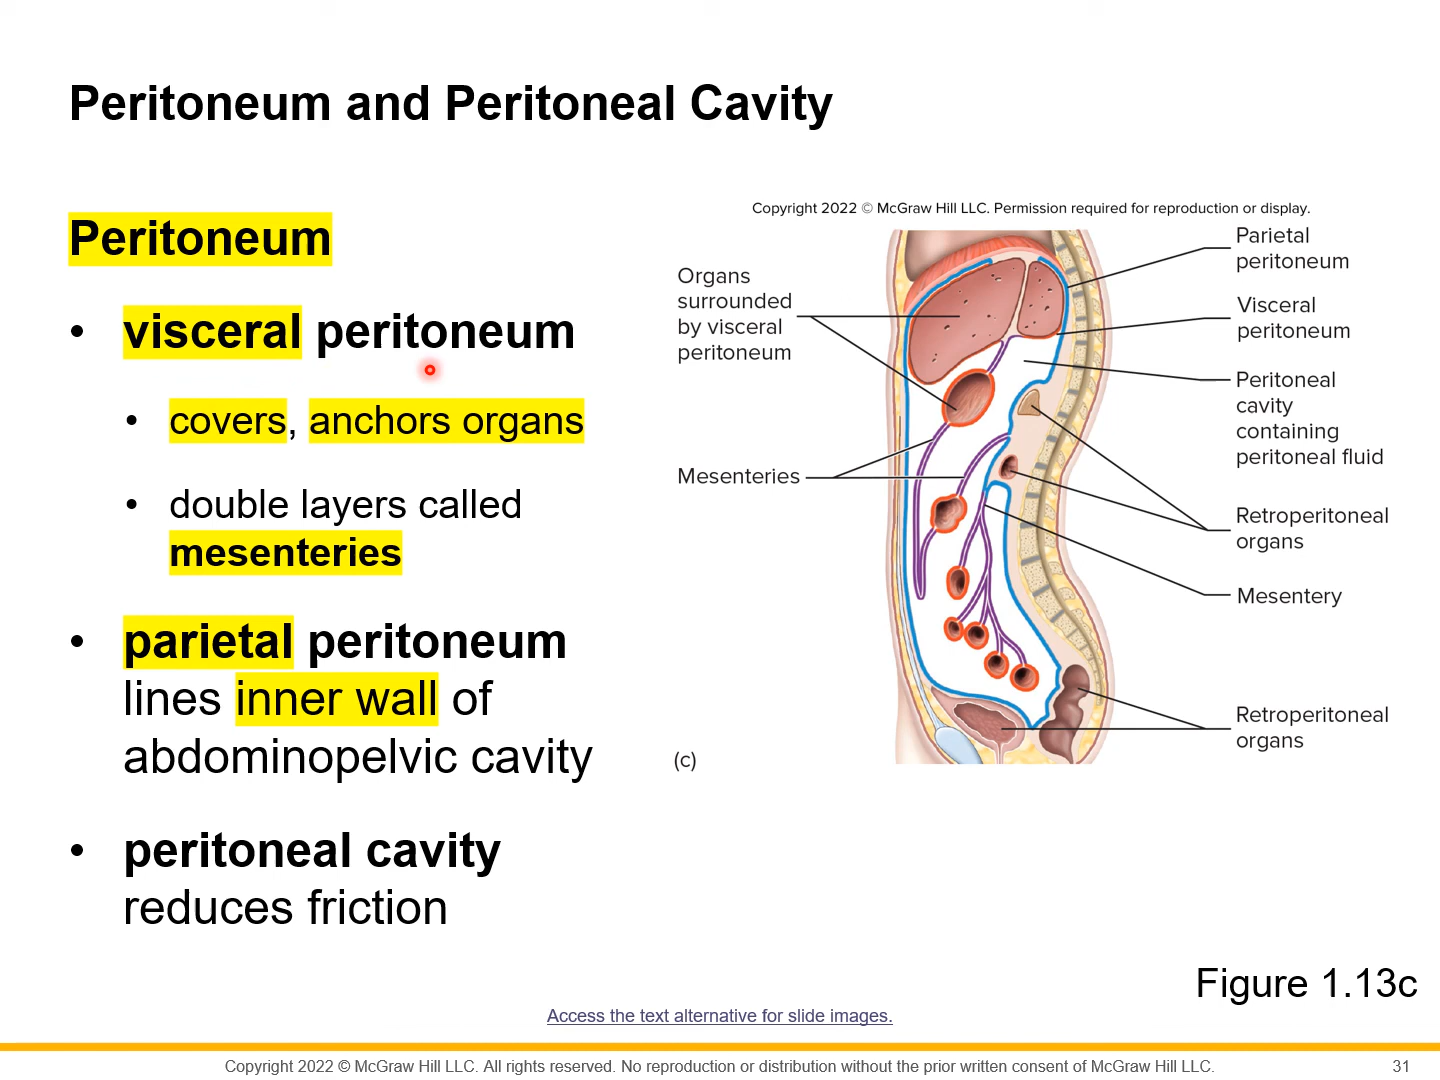 Peritoneum and Peritoneal Cavity
Peritoneum
• visceral peritoneum
• covers, anchors organs
• double layers called
mesenteries
• parietal peritoneum
lines inner wall of
abdominopelvic cavity
• peritoneal cavity
reduces friction
Copyright 2022 © McGraw Hill LLC. Permission required for reproduction or display.
Organs
surrounded
by visceral
peritoneum
Mesenteries
(c)
Parietal
peritoneum
Visceral
peritoneum
Peritoneal
cavity
containing
peritoneal fluid
Retroperitoneal
organs
Mesentery
Retroperitoneal
organs
Figure 1.13c
Access the text alternative for slide images.
Copyright 2022 © McGraw Hill LLC. All rights reserved. No reproduction or distribution without the prior written consent of McGraw Hill LLC.
31